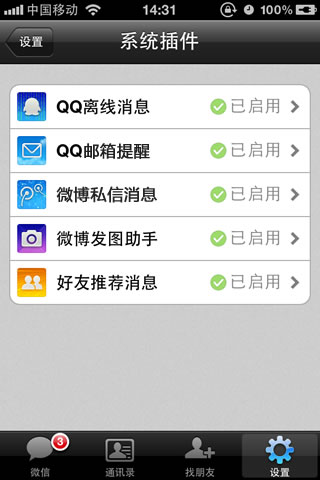 中国移动 14:31 100%
设置 系统插件
QQ离线消息 已启用
QQ邮箱提醒 已启用
微博私信消息 已启用
微博发图助手 已启用
好友推荐消息 已启用
3
微信 通讯录 找朋友 设置